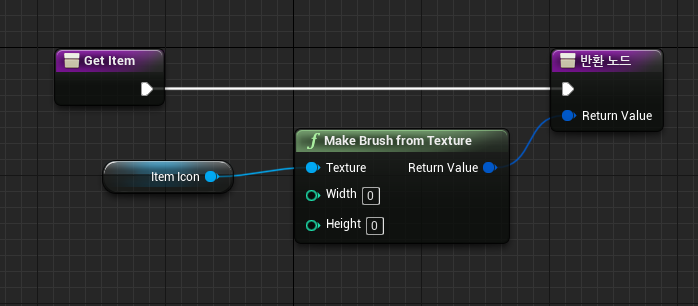 Get Item
반환 노드
Return Value
Make Brush from Texture
Item Icon
Texture
Return Value
Width 0
Height 0